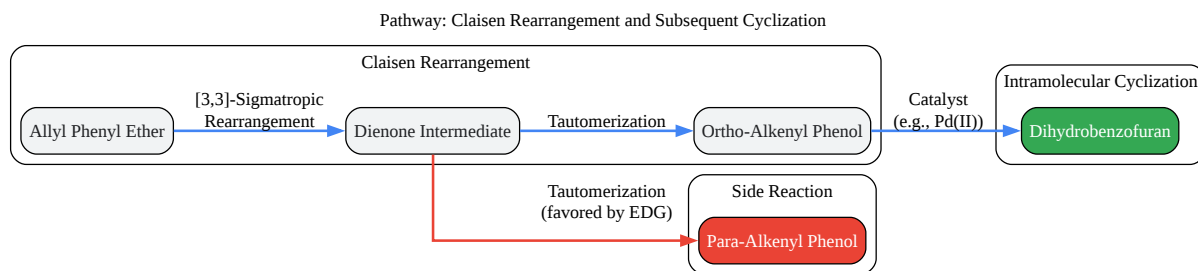 Pathway: Claisen Rearrangement and Subsequent Cyclization
Claisen Rearrangement
Intramolecular Cyclization
[3,3]-Sigmatropic
Rearrangement
Catalyst
(e.g., Pd(II))
Allyl Phenyl Ether
Dienone Intermediate
Tautomerization
Ortho-Alkenyl Phenol
Dihydrobenzofuran
Tautomerization
(favored by EDG)
Side Reaction
Para-Alkenyl Phenol